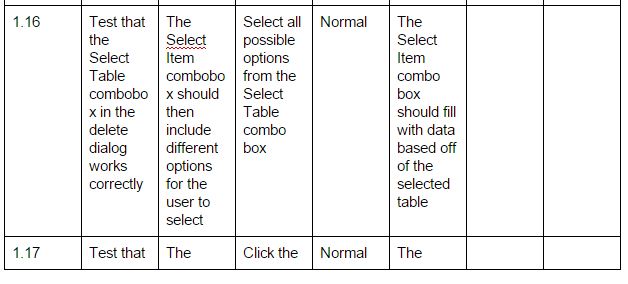 1.16 Test that The Select all Normal The
the Select possible Select
Select Item options Item
Table combobo from the combo
combobo x should Select box
x in the then Table should fill
delete include combo with data
dialog different box based off
works options of the
correctly for the selected
user to table
select
1.17 Test that The Click the Normal The